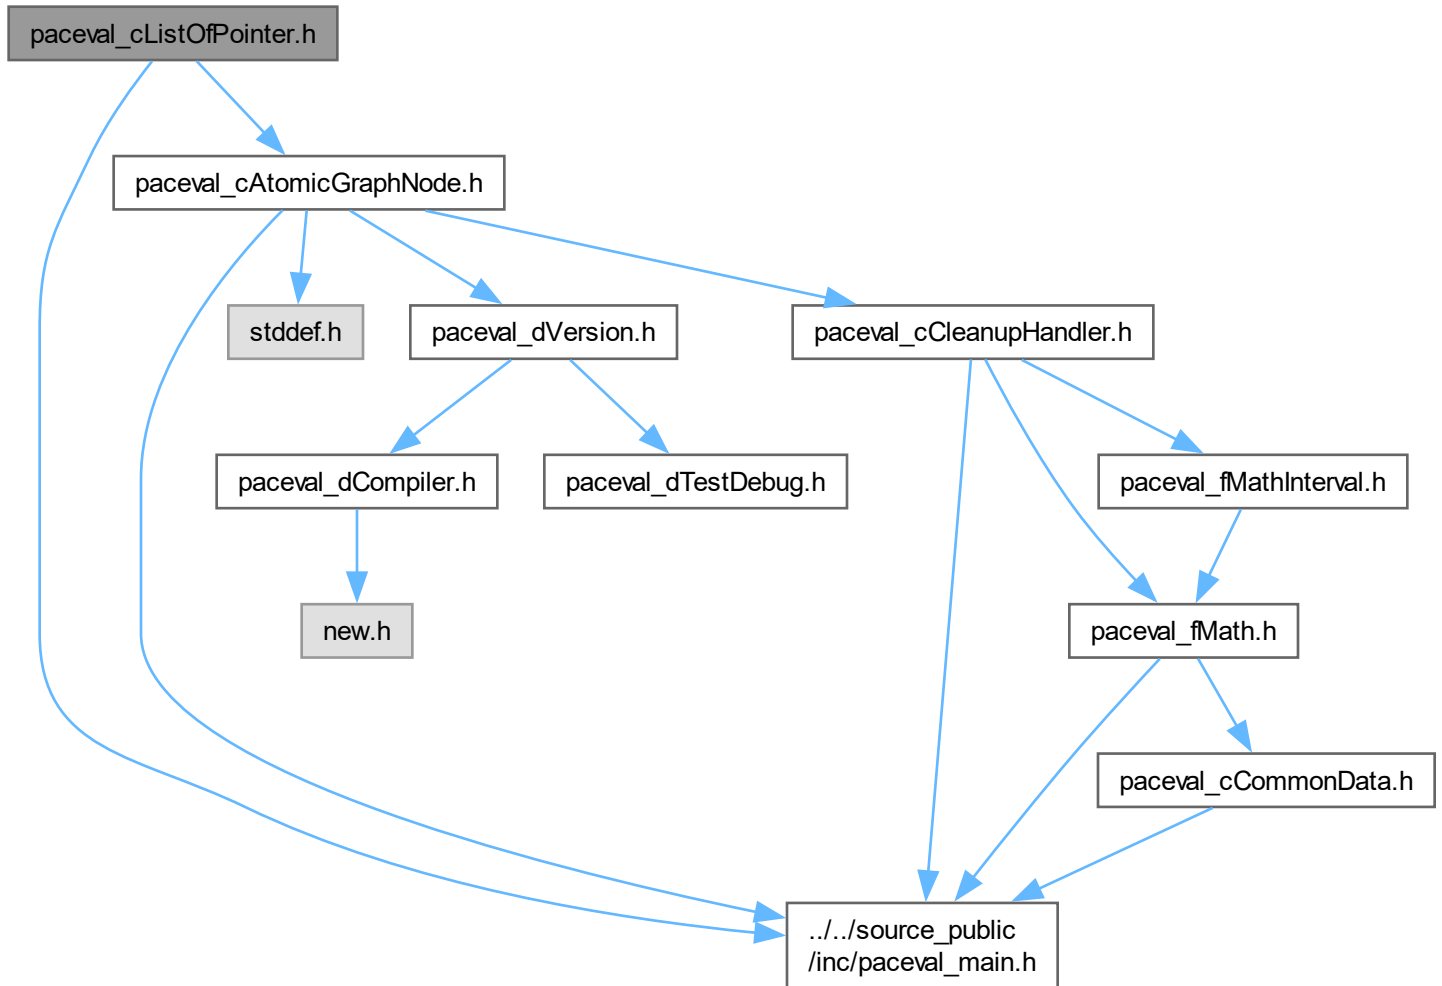 paceval_cListOfPointer.h
paceval_cAtomicGraphNode.h
stddef.h
paceval_dVersion.h
paceval_cCleanupHandler.h
paceval_dCompiler.h
paceval_dTestDebug.h
paceval_fMathInterval.h
new.h
paceval_fMath.h
paceval_cCommonData.h
../../source_public
/inc/paceval_main.h